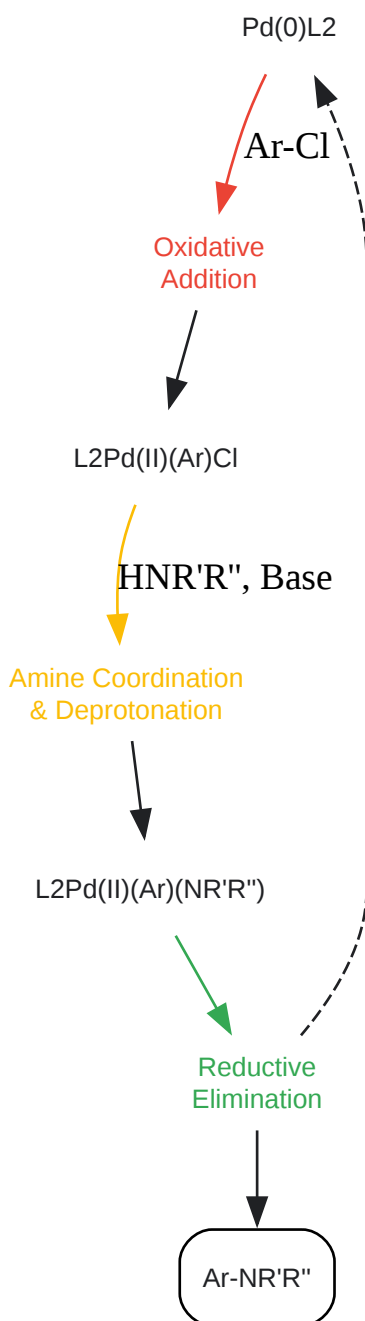 Pd(0)L2
Ar-Cl
Oxidative
Addition
L2Pd(II)(Ar)Cl
HNR'R", Base
Amine Coordination
& Deprotonation
L2Pd(II)(Ar)(NR'R")
Reductive
Elimination
Ar-NR'R"